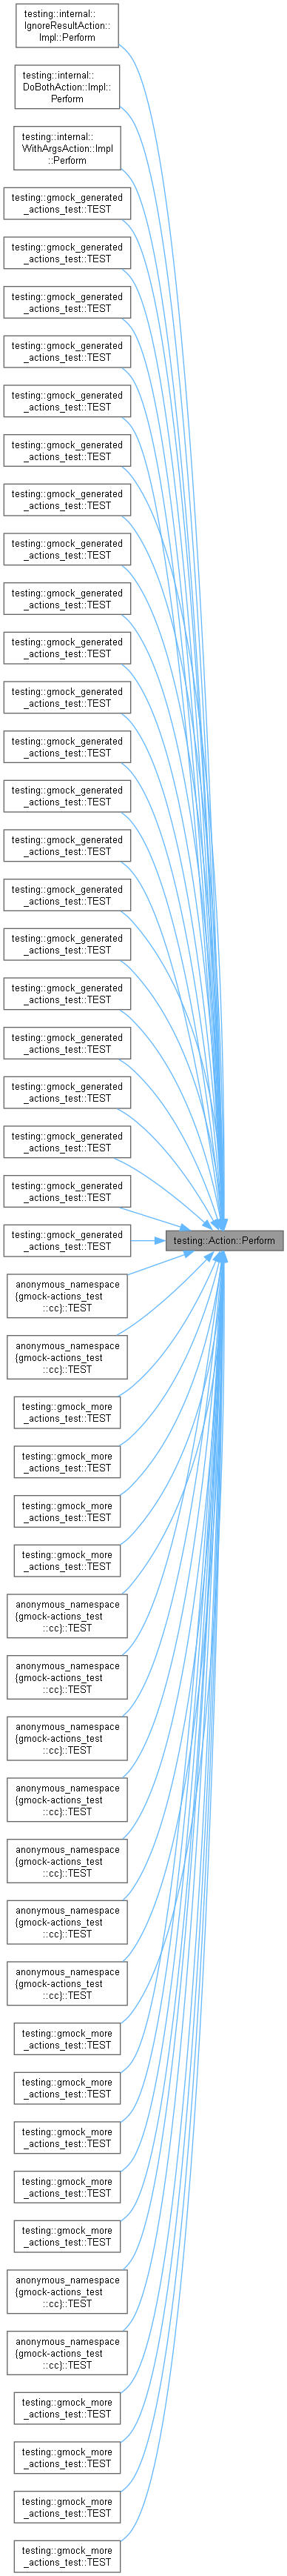 testing::internal::
IgnoreResultAction::
Impl::Perform
testing::internal::
DoBothAction::Impl::
Perform
testing::internal::
WithArgsAction::Impl
::Perform
testing::gmock_generated
_actions_test::TEST
testing::gmock_generated
_actions_test::TEST
testing::gmock_generated
_actions_test::TEST
testing::gmock_generated
_actions_test::TEST
testing::gmock_generated
_actions_test::TEST
testing::gmock_generated
_actions_test::TEST
testing::gmock_generated
_actions_test::TEST
testing::gmock_generated
_actions_test::TEST
testing::gmock_generated
_actions_test::TEST
testing::gmock_generated
_actions_test::TEST
testing::gmock_generated
_actions_test::TEST
testing::gmock_generated
_actions_test::TEST
testing::gmock_generated
_actions_test::TEST
testing::gmock_generated
_actions_test::TEST
testing::gmock_generated
_actions_test::TEST
testing::gmock_generated
_actions_test::TEST
testing::gmock_generated
_actions_test::TEST
testing::gmock_generated
_actions_test::TEST
testing::gmock_generated
_actions_test::TEST
testing::gmock_generated
_actions_test::TEST
testing::gmock_generated
_actions_test::TEST
testing::gmock_generated
_actions_test::TEST
testing::Action::Perform
anonymous_namespace
{gmock-actions_test
::cc}::TEST
anonymous_namespace
{gmock-actions_test
::cc}::TEST
testing::gmock_more
_actions_test::TEST
testing::gmock_more
_actions_test::TEST
testing::gmock_more
_actions_test::TEST
testing::gmock_more
_actions_test::TEST
anonymous_namespace
{gmock-actions_test
::cc}::TEST
anonymous_namespace
{gmock-actions_test
::cc}::TEST
anonymous_namespace
{gmock-actions_test
::cc}::TEST
anonymous_namespace
{gmock-actions_test
::cc}::TEST
anonymous_namespace
{gmock-actions_test
::cc}::TEST
anonymous_namespace
{gmock-actions_test
::cc}::TEST
anonymous_namespace
{gmock-actions_test
::cc}::TEST
testing::gmock_more
_actions_test::TEST
testing::gmock_more
_actions_test::TEST
testing::gmock_more
_actions_test::TEST
testing::gmock_more
_actions_test::TEST
testing::gmock_more
_actions_test::TEST
anonymous_namespace
{gmock-actions_test
::cc}::TEST
anonymous_namespace
{gmock-actions_test
::cc}::TEST
testing::gmock_more
_actions_test::TEST
testing::gmock_more
_actions_test::TEST
testing::gmock_more
_actions_test::TEST
testing::gmock_more
_actions_test::TEST